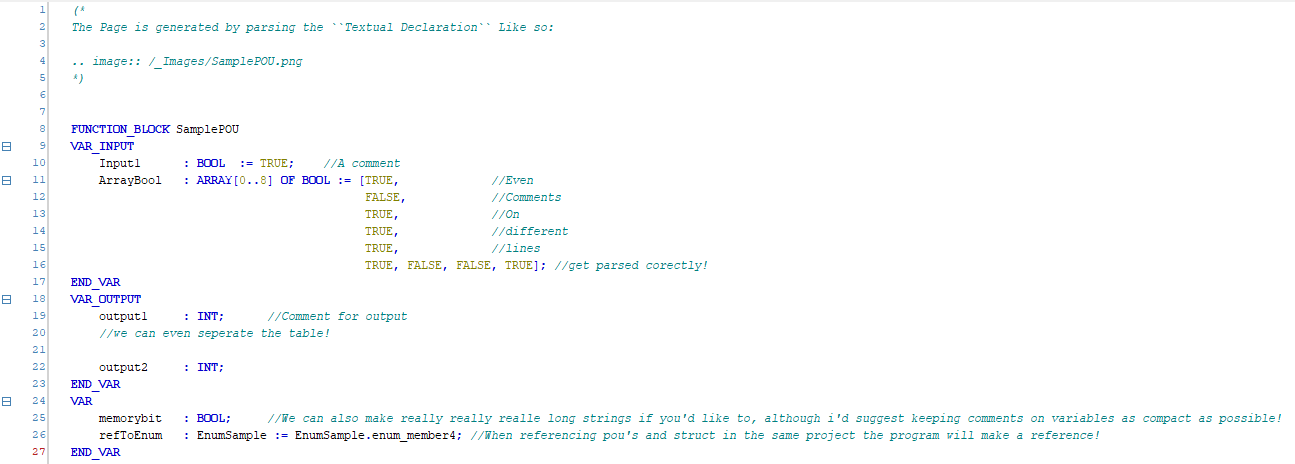 1 (*
2 The Page is generated by parsing the ``Textual Declaration`` Like so:
3
4 .. image:: /_Images/SamplePOU.png
5 *)
6
7
8 FUNCTION_BLOCK SamplePOU
9 VAR_INPUT
10 Input1 : BOOL := TRUE; //A comment
11 ArrayBool : ARRAY[0..8] OF BOOL := [TRUE, //Even
12 FALSE, //Comments
13 TRUE, //On
14 TRUE, //different
15 TRUE, //lines
16 TRUE, FALSE, FALSE, TRUE]; //get parsed corectly!
17 END_VAR
18 VAR_OUTPUT
19 output1 : INT; //Comment for output
20 //we can even seperate the table!
21
22 output2 : INT;
23 END_VAR
24 VAR
25 memorybit : BOOL; //We can also make really really realle long strings if you'd like to, although i'd suggest keeping comments on variables as compact as possible!
26 refToEnum : EnumSample := EnumSample.enum_member4; //When referencing pou's and struct in the same project the program will make a reference!
27 END_VAR